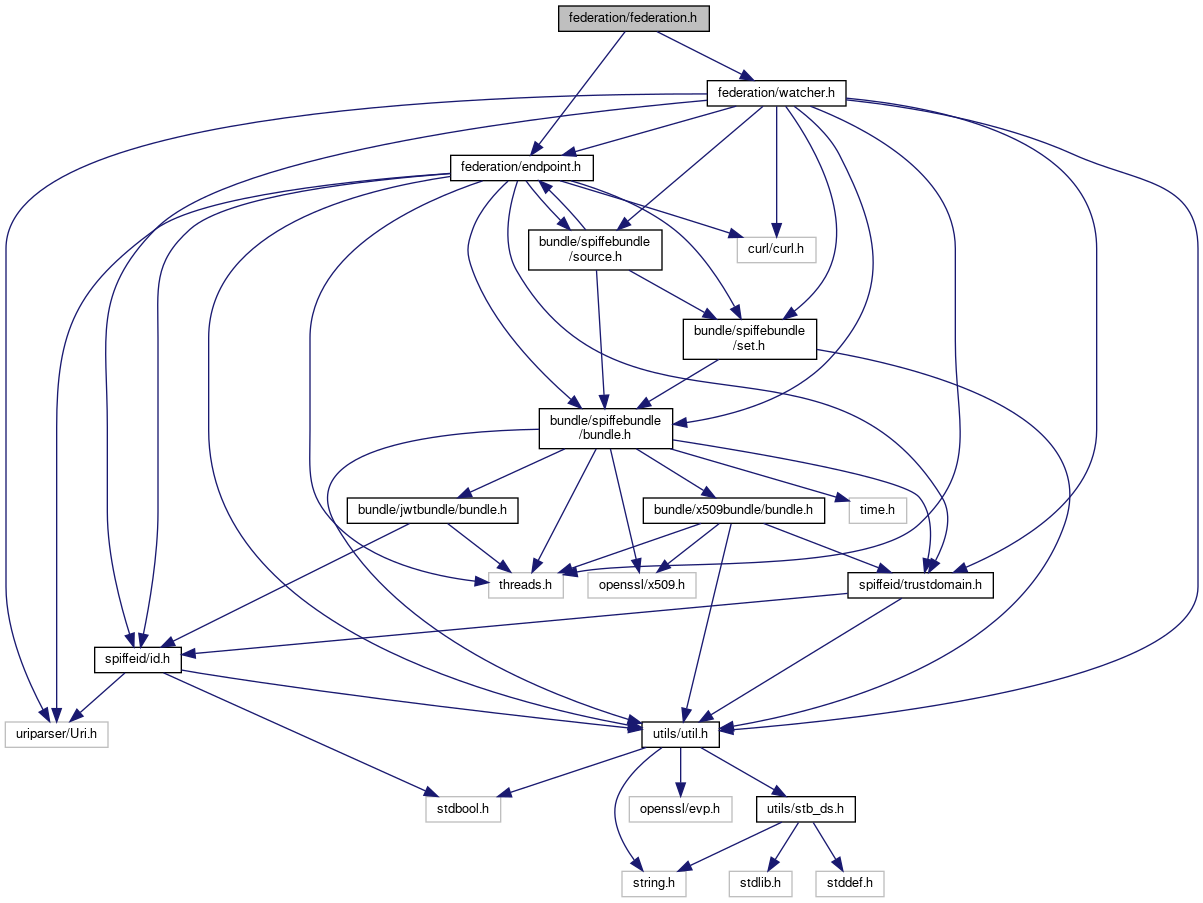 federation/federation.h
federation/watcher.h
federation/endpoint.h
bundle/spiffebundle
/source.h
curl/curl.h
bundle/spiffebundle
/set.h
bundle/spiffebundle
/bundle.h
bundle/jwtbundle/bundle.h
bundle/x509bundle/bundle.h
time.h
threads.h
openssl/x509.h
spiffeid/trustdomain.h
spiffeid/id.h
uriparser/Uri.h
utils/util.h
stdbool.h
openssl/evp.h
utils/stb_ds.h
string.h
stdlib.h
stddef.h